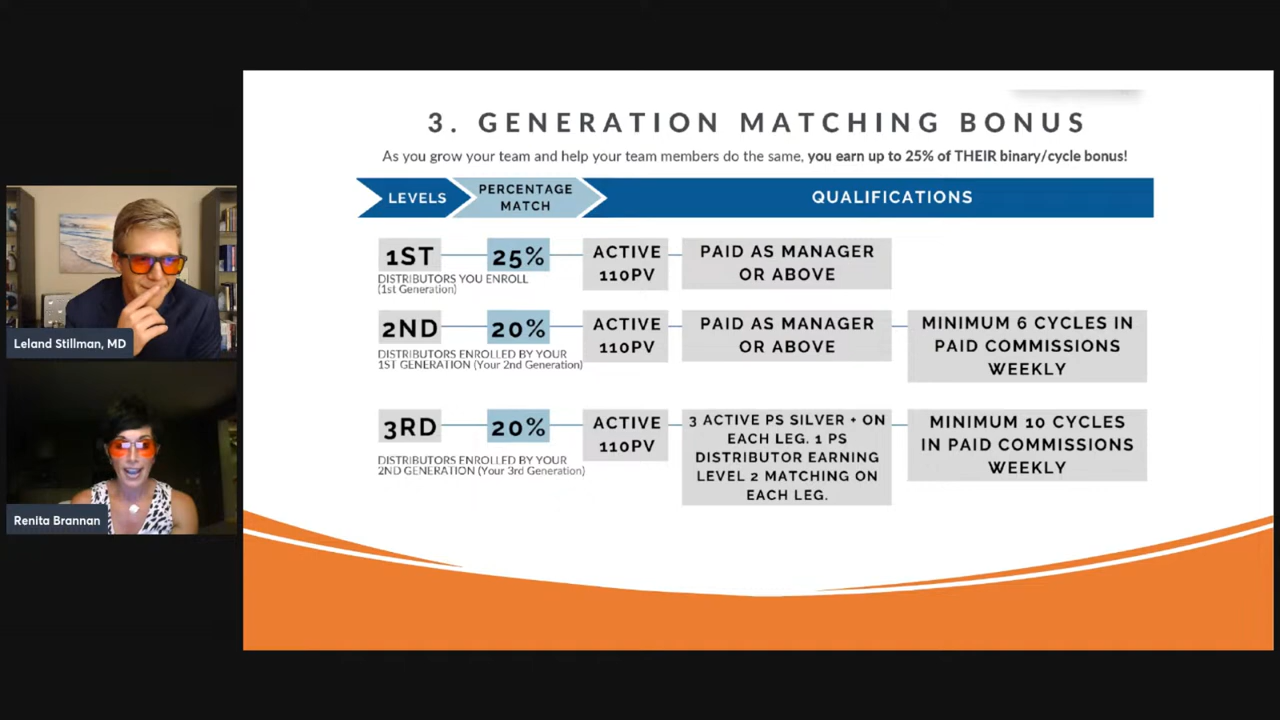 3. GENERATION MATCHING BONUS
As you grow your team and help your team members do the same, you earn up to 25% of THEIR binary/cycle bonus!
LEVELS
PERCENTAGE
MATCH
QUALIFICATIONS
1ST
25%
ACTIVE
110PV
PAID AS MANAGER
OR ABOVE
DISTRIBUTORS YOU ENROLL
(1st Generation)
2ND
20%
ACTIVE
110PV
PAID AS MANAGER
OR ABOVE
MINIMUM 6 CYCLES IN
PAID COMMISSIONS
WEEKLY
DISTRIBUTORS ENROLLED BY YOUR
1ST GENERATION (Your 2nd Generation)
3RD
20%
ACTIVE
110PV
3 ACTIVE PS SILVER + ON
EACH LEG. 1 PS
DISTRIBUTOR EARNING
LEVEL 2 MATCHING ON
EACH LEG.
MINIMUM 10 CYCLES
IN PAID COMMISSIONS
WEEKLY
DISTRIBUTORS ENROLLED BY YOUR
2ND GENERATION (Your 3rd Generation)
Leland Stillman, MD
Renita Brannan